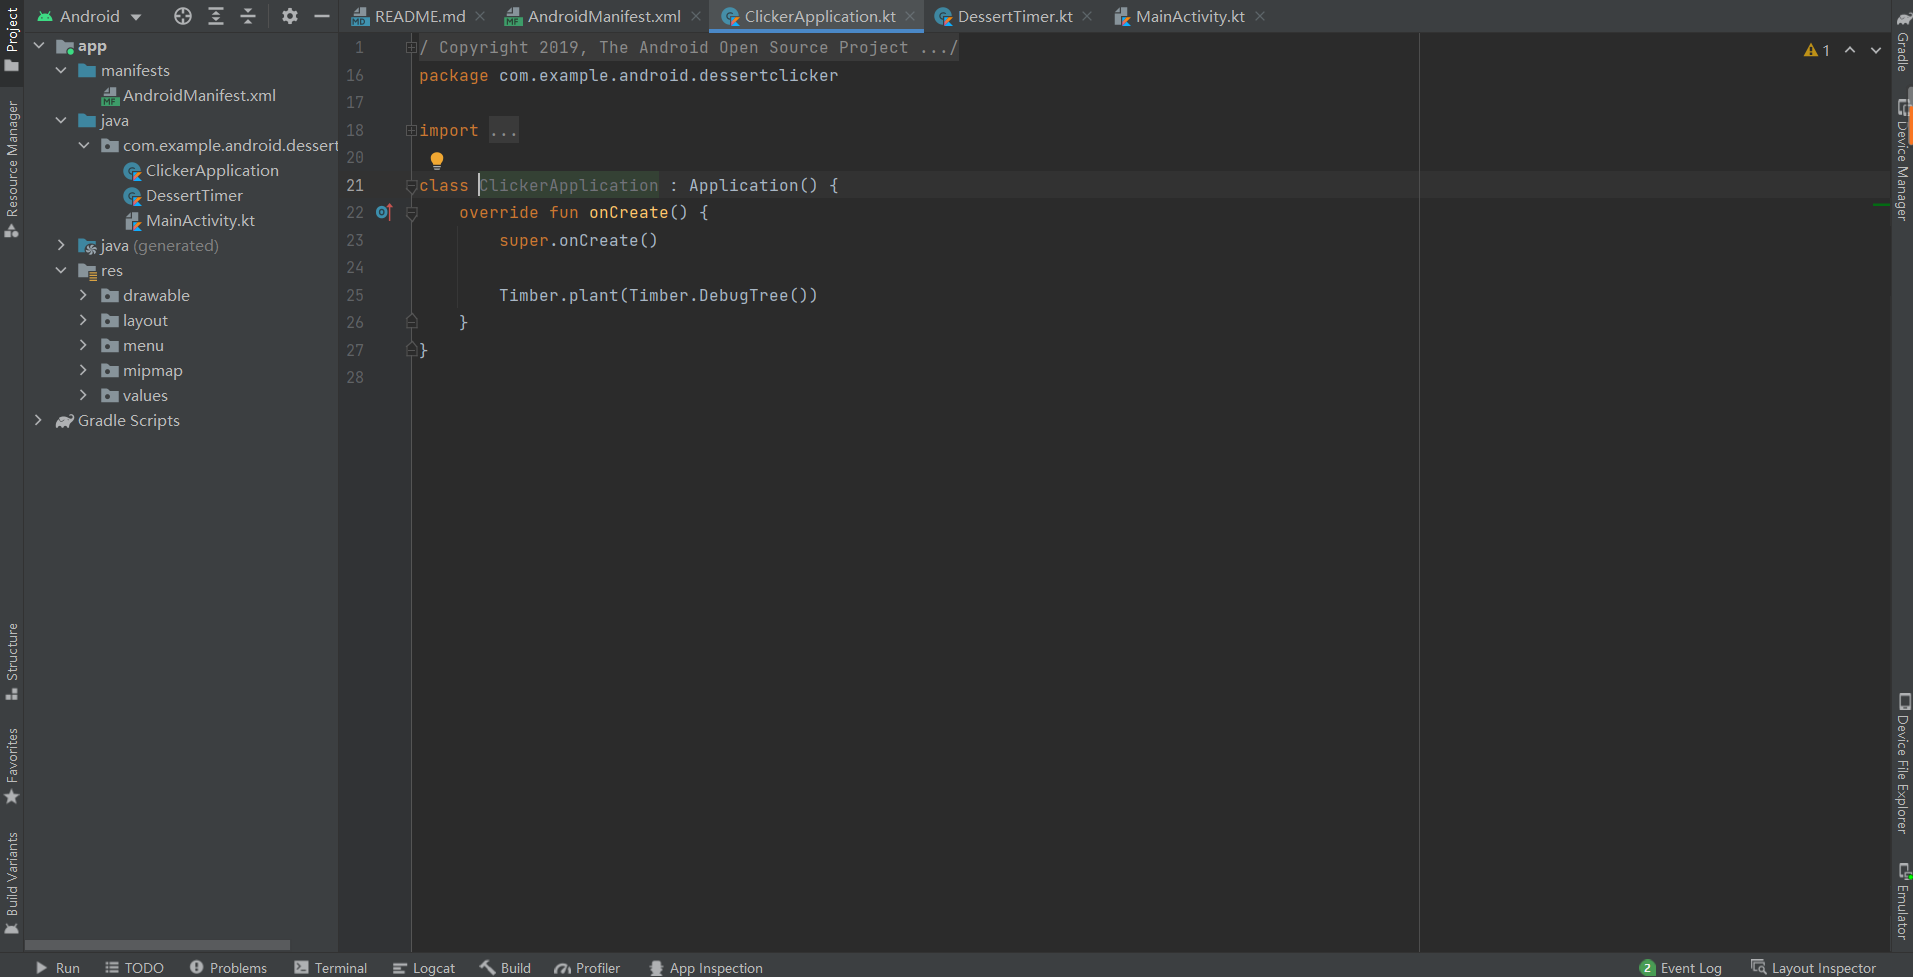 Android
README.md
AndroidManifest.xml
ClickerApplication.kt
DessertTimer.kt
MainActivity.kt
Project
Resource Manager
Structure
Favorites
Build Variants
app
manifests
AndroidManifest.xml
java
com.example.android.dessert
ClickerApplication
DessertTimer
MainActivity.kt
java (generated)
res
drawable
layout
menu
mipmap
values
Gradle Scripts
1 / Copyright 2019, The Android Open Source Project .../
16 package com.example.android.dessertclicker
17
18 import ...
20
21 class ClickerApplication : Application() {
22 override fun onCreate() {
23 super.onCreate()
24
25 Timber.plant(Timber.DebugTree())
26 }
27 }
28
1
Gradle
Device Manager
Device File Explorer
Emulator
Run
TODO
Problems
Terminal
Logcat
Build
Profiler
App Inspection
2 Event Log
Layout Inspector